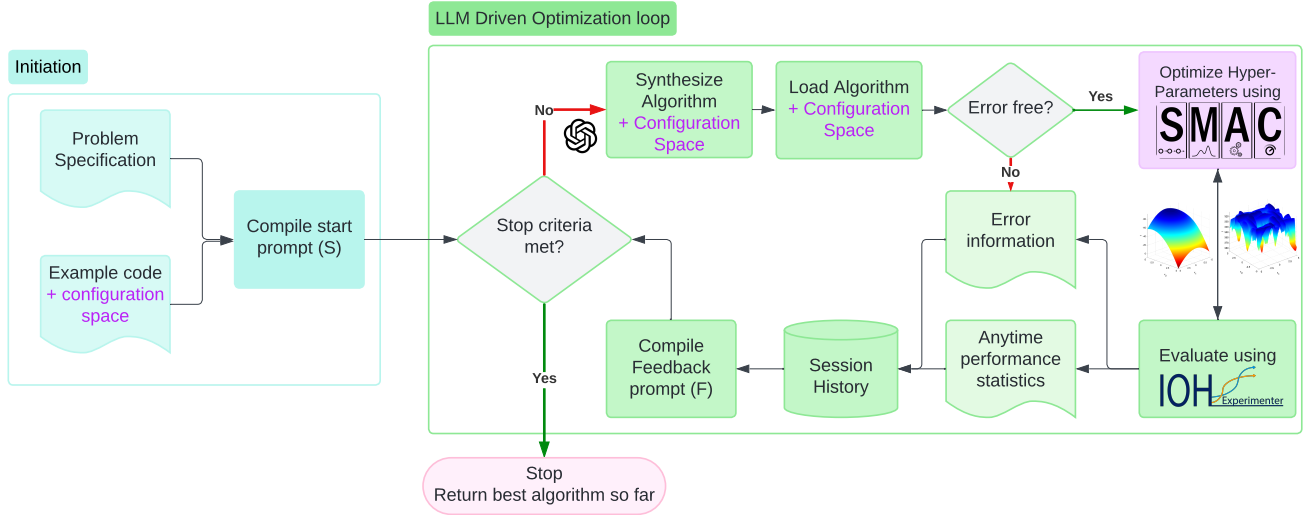 LLM Driven Optimization loop
Initiation
Problem
Specification
Example code
+ configuration
space
Compile start
prompt (S)
Stop criteria
met?
No
Synthesize
Algorithm
+ Configuration
Space
Load Algorithm
+ Configuration
Space
Error free?
Yes
Optimize Hyper-
Parameters using
SMAC
No
Error
information
Evaluate using
IOH
Experimenter
Anytime
performance
statistics
Session
History
Compile
Feedback
prompt (F)
Yes
Stop
Return best algorithm so far